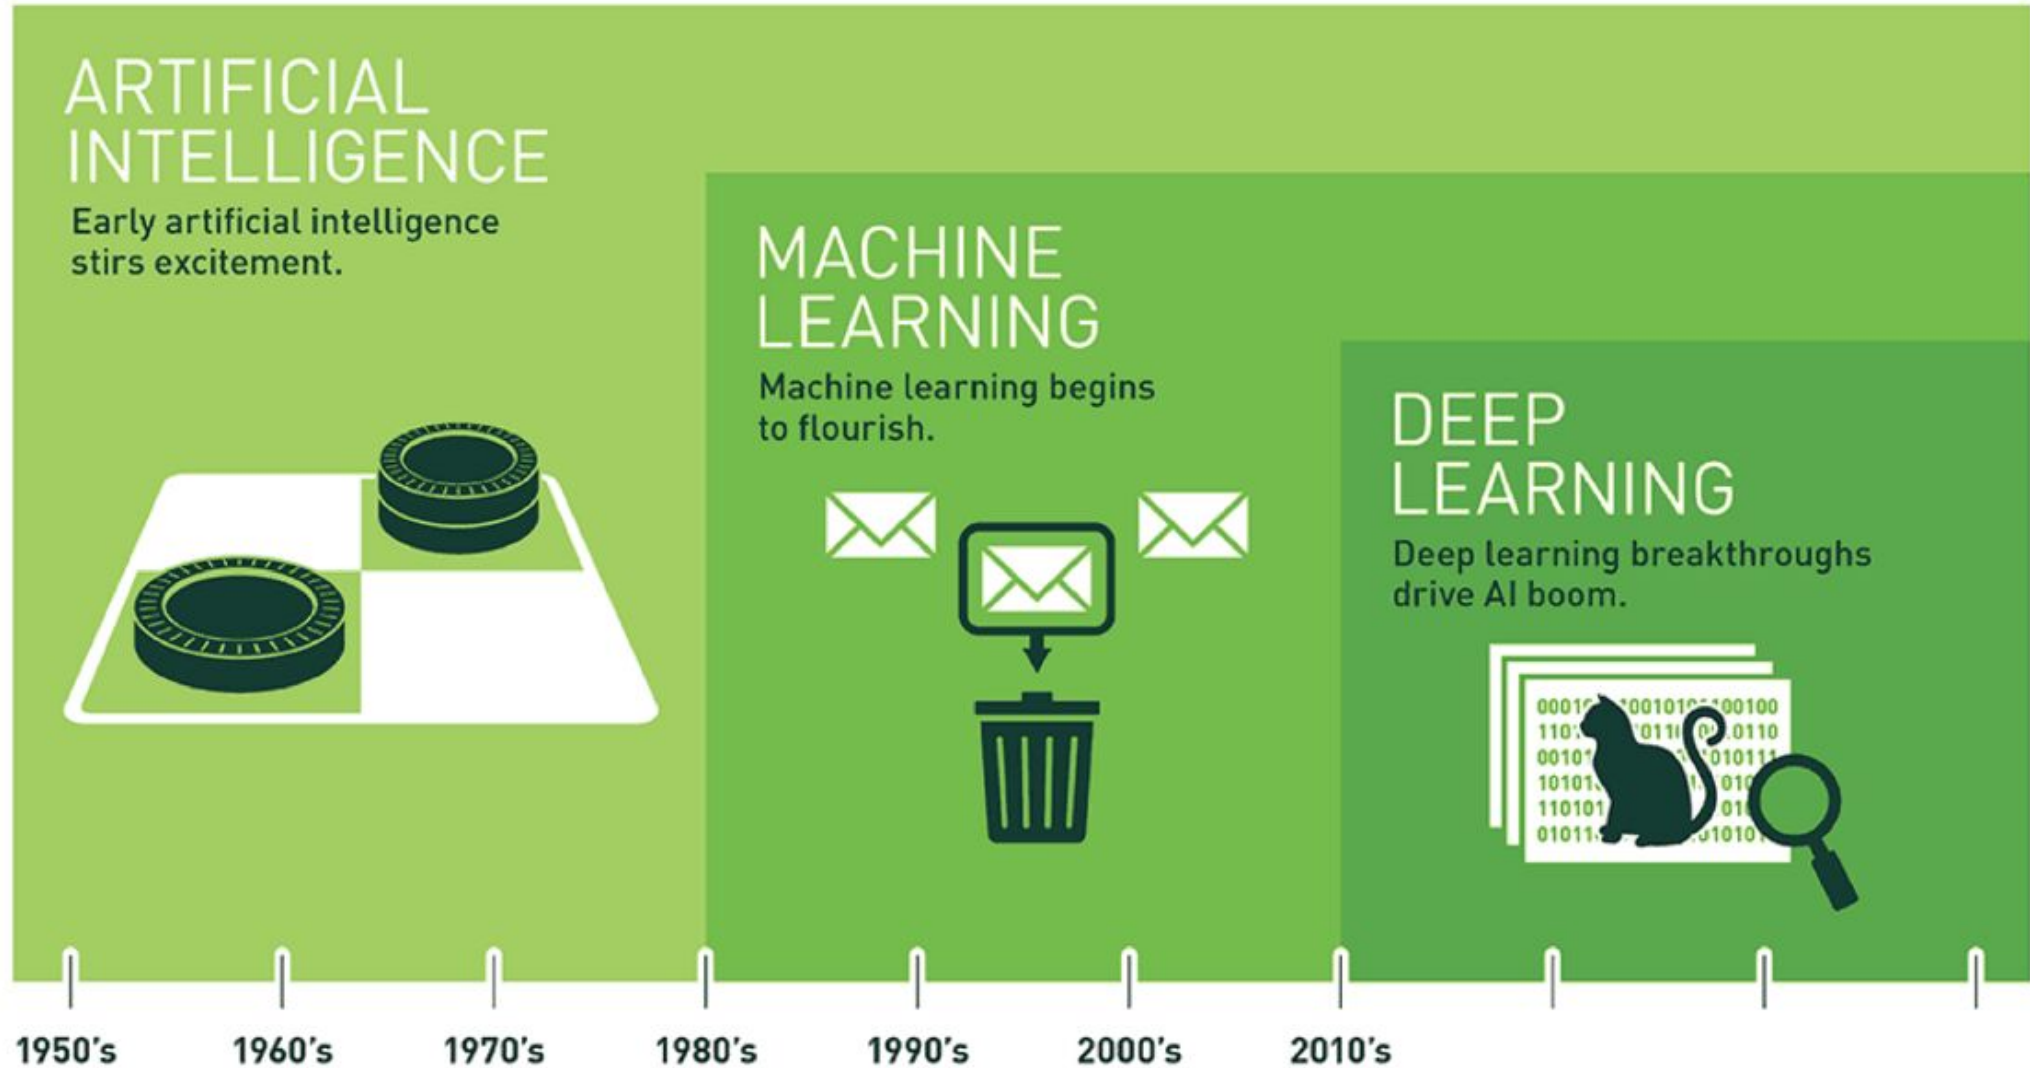 ARTIFICIAL
INTELLIGENCE
Early artificial intelligence
stirs excitement.
MACHINE
LEARNING
Machine learning begins
to flourish.
DEEP
LEARNING
Deep learning breakthroughs
drive AI boom.
1950's
1960's
1970's
1980's
1990's
2000's
2010's